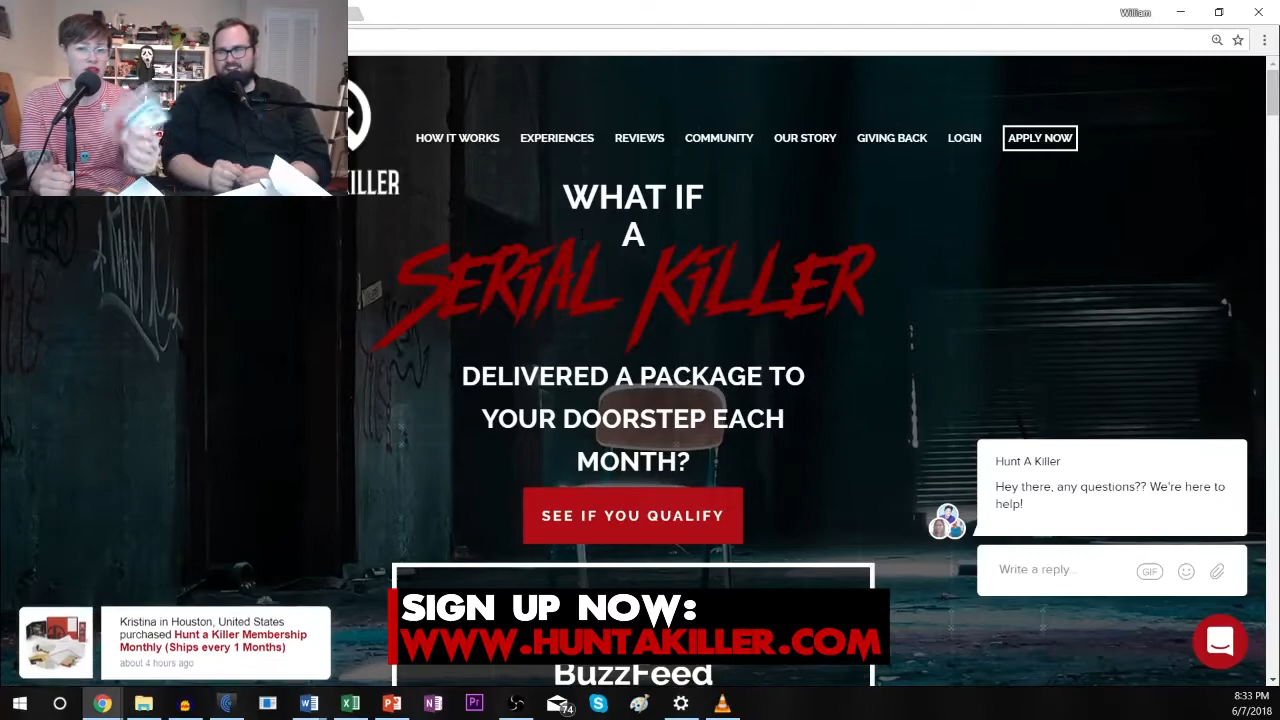 William
KILLER
HOW IT WORKS EXPERIENCES REVIEWS COMMUNITY OUR STORY GIVING BACK LOGIN APPLY NOW
WHAT IF
A
SERIAL KILLER
DELIVERED A PACKAGE TO
YOUR DOORSTEP EACH
MONTH?
SEE IF YOU QUALIFY
Hunt A Killer
Hey there, any questions?? We're here to
help!
Write a reply...
GIF
Kristina in Houston, United States
purchased Hunt a Killer Membership
Monthly (Ships every 1 Months)
about 4 hours ago
SIGN UP NOW:
WWW.HUNTAKILLER.COM
BuzzFeed
74
8:33 PM
6/7/2018